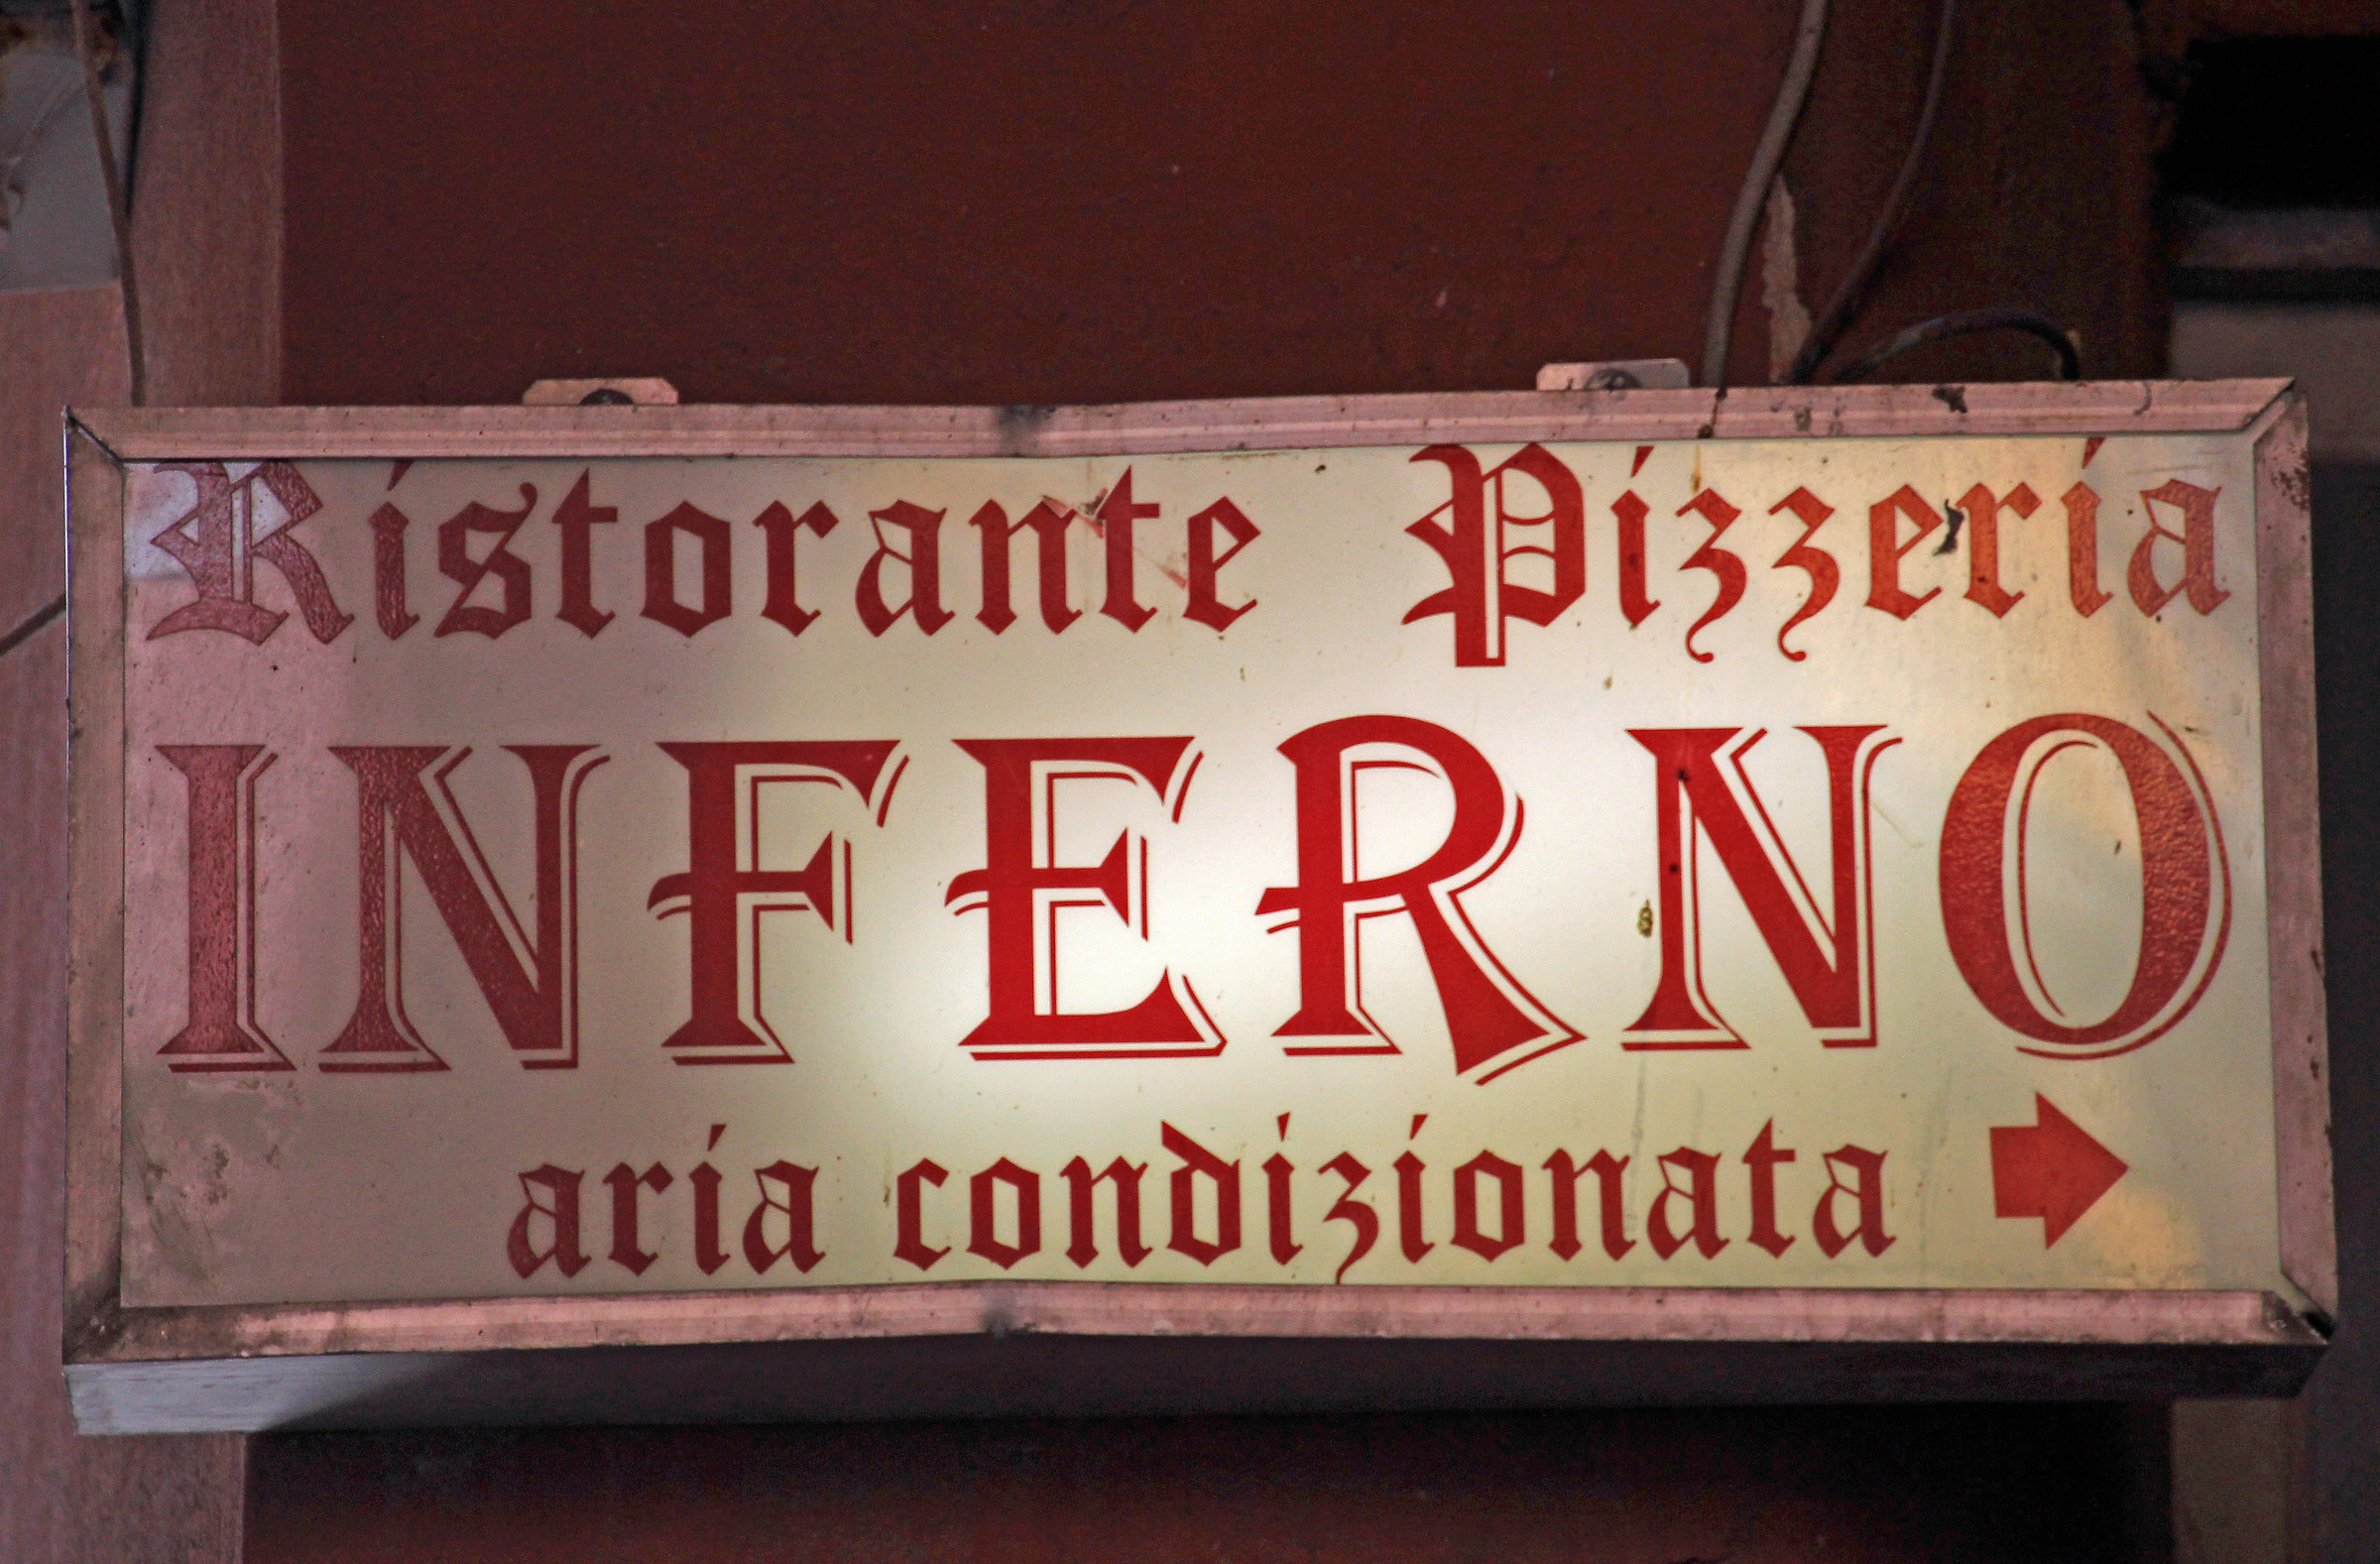 Ristorante Pizzeria
INFERNO
aria condizionata